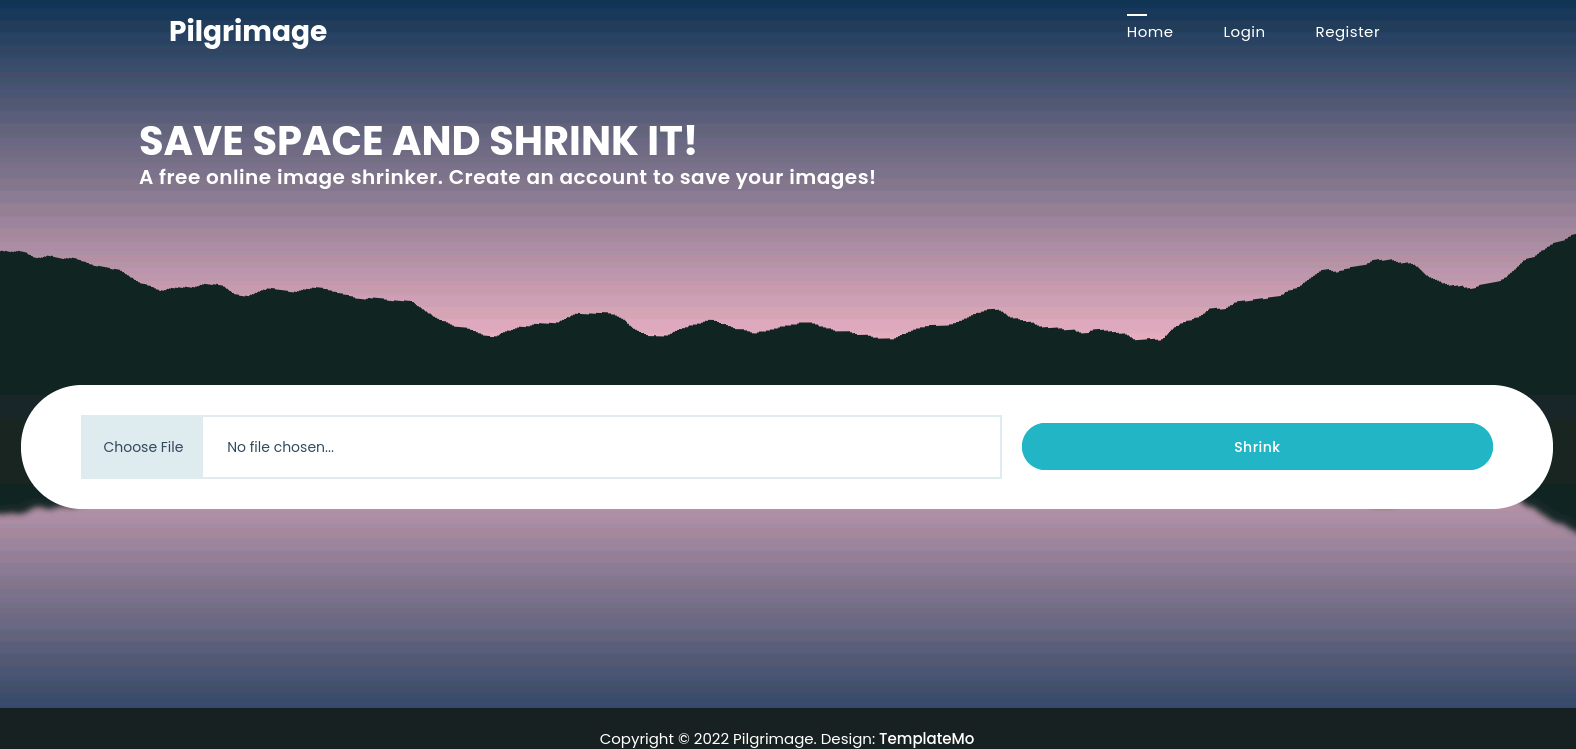 Pilgrimage
Home Login Register
SAVE SPACE AND SHRINK IT!
A free online image shrinker. Create an account to save your images!
Choose File No file chosen... Shrink
Copyright © 2022 Pilgrimage. Design: TemplateMo